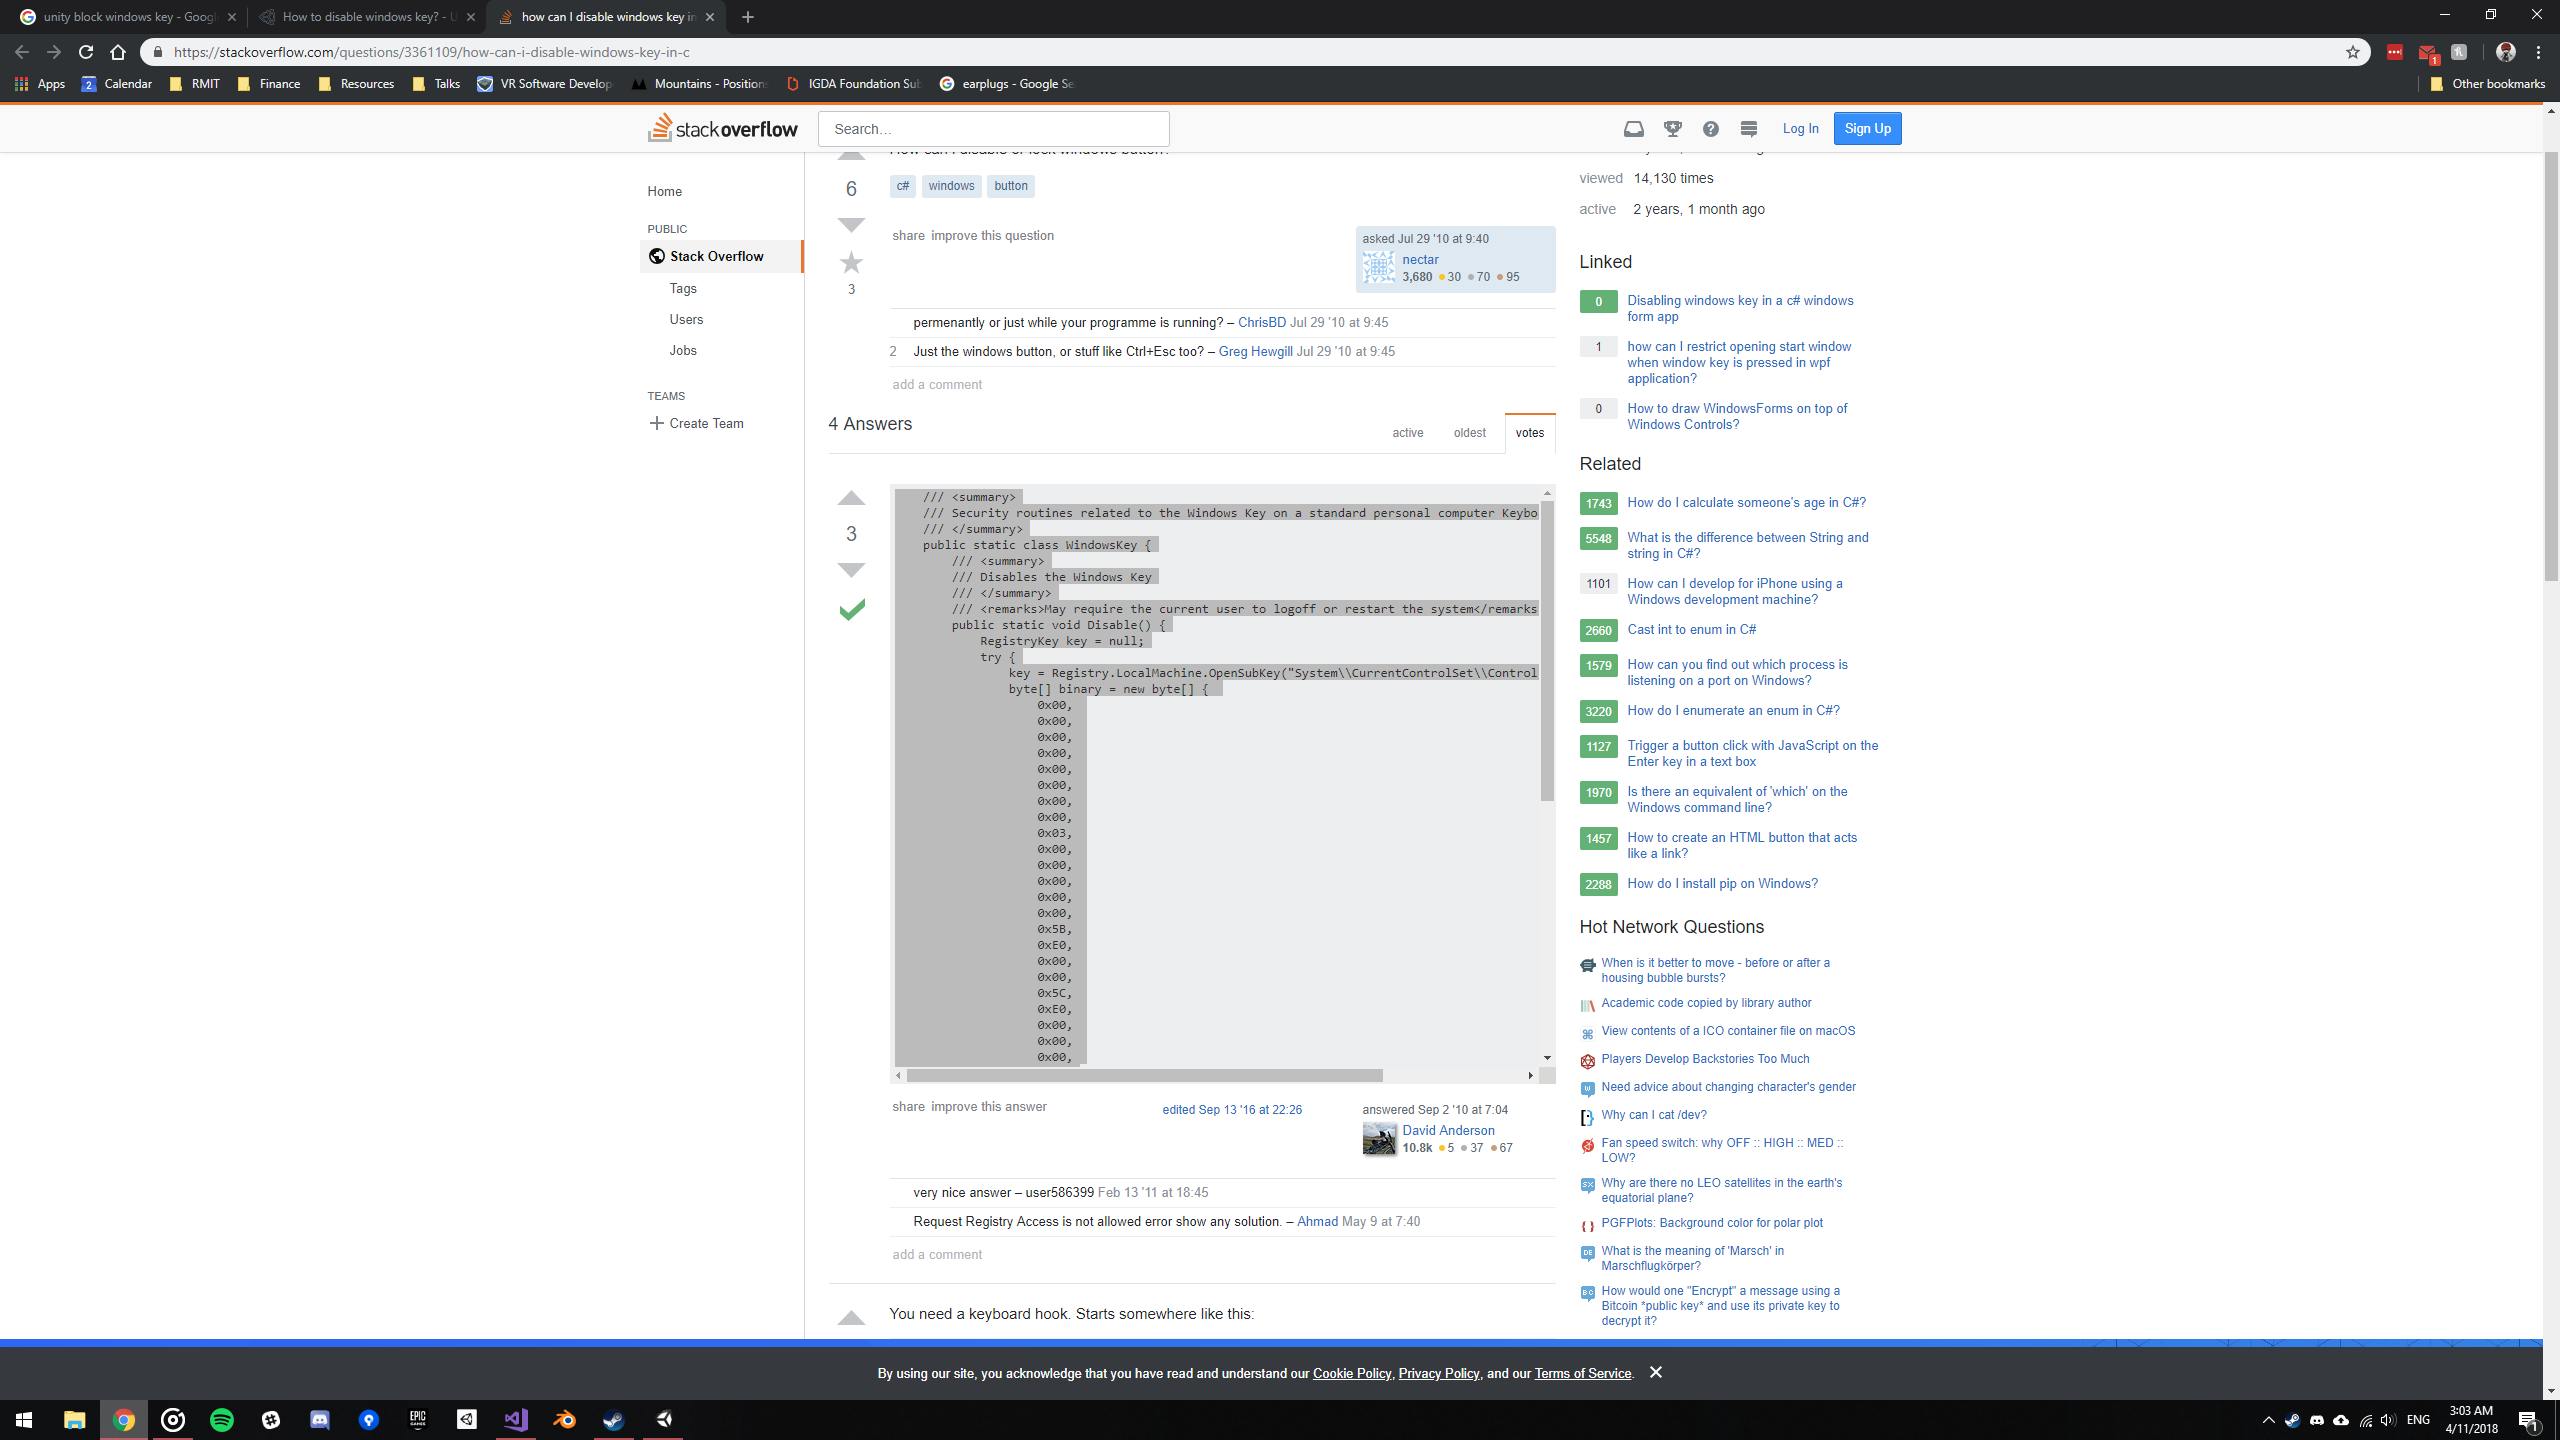 unity block windows key - Googl
How to disable windows key? - U
how can I disable windows key in
https://stackoverflow.com/questions/3361109/how-can-i-disable-windows-key-in-c
1
Apps
2
Calendar
RMIT
Finance
Resources
Talks
VR Software Develop
Mountains - Positions
IGDA Foundation Sub
earplugs - Google Se
Other bookmarks
stackoverflow
Search…
Log In
Sign Up
Home
PUBLIC
Stack Overflow
Tags
Users
Jobs
TEAMS
Create Team
6
c# windows button
share improve this question
3
asked Jul 29 '10 at 9:40
nectar
3,680 30 70 95
permenantly or just while your programme is running? – ChrisBD Jul 29 '10 at 9:45
2 Just the windows button, or stuff like Ctrl+Esc too? – Greg Hewgill Jul 29 '10 at 9:45
add a comment
4 Answers
active oldest votes
3
/// <summary>
/// Security routines related to the Windows Key on a standard personal computer Keybo
/// </summary>
public static class WindowsKey {
/// <summary>
/// Disables the Windows Key
/// </summary>
/// <remarks>May require the current user to logoff or restart the system</remarks
public static void Disable() {
RegistryKey key = null;
try {
key = Registry.LocalMachine.OpenSubKey("System\\CurrentControlSet\\Control
byte[] binary = new byte[] {
0x00,
0x00,
0x00,
0x00,
0x00,
0x00,
0x00,
0x00,
0x03,
0x00,
0x00,
0x00,
0x00,
0x00,
0x5B,
0xE0,
0x00,
0x00,
0x5C,
0xE0,
0x00,
0x00,
0x00,
share improve this answer
edited Sep 13 '16 at 22:26
answered Sep 2 '10 at 7:04
David Anderson
10.8k 5 37 67
very nice answer – user586399 Feb 13 '11 at 18:45
Request Registry Access is not allowed error show any solution. – Ahmad May 9 at 7:40
add a comment
You need a keyboard hook. Starts somewhere like this:
viewed 14,130 times
active 2 years, 1 month ago
Linked
0 Disabling windows key in a c# windows
form app
1 how can I restrict opening start window
when window key is pressed in wpf
application?
0 How to draw WindowsForms on top of
Windows Controls?
Related
1743 How do I calculate someone's age in C#?
5548 What is the difference between String and
string in C#?
1101 How can I develop for iPhone using a
Windows development machine?
2660 Cast int to enum in C#
1579 How can you find out which process is
listening on a port on Windows?
3220 How do I enumerate an enum in C#?
1127 Trigger a button click with JavaScript on the
Enter key in a text box
1970 Is there an equivalent of 'which' on the
Windows command line?
1457 How to create an HTML button that acts
like a link?
2288 How do I install pip on Windows?
Hot Network Questions
When is it better to move - before or after a
housing bubble bursts?
Academic code copied by library author
View contents of a ICO container file on macOS
Players Develop Backstories Too Much
Need advice about changing character's gender
Why can I cat /dev?
Fan speed switch: why OFF :: HIGH :: MED ::
LOW?
Why are there no LEO satellites in the earth's
equatorial plane?
PGFPlots: Background color for polar plot
What is the meaning of 'Marsch' in
Marschflugkörper?
How would one "Encrypt" a message using a
Bitcoin *public key* and use its private key to
decrypt it?
By using our site, you acknowledge that you have read and understand our Cookie Policy, Privacy Policy, and our Terms of Service.
EPIC
GAMES
ENG
3:03 AM
4/11/2018
1